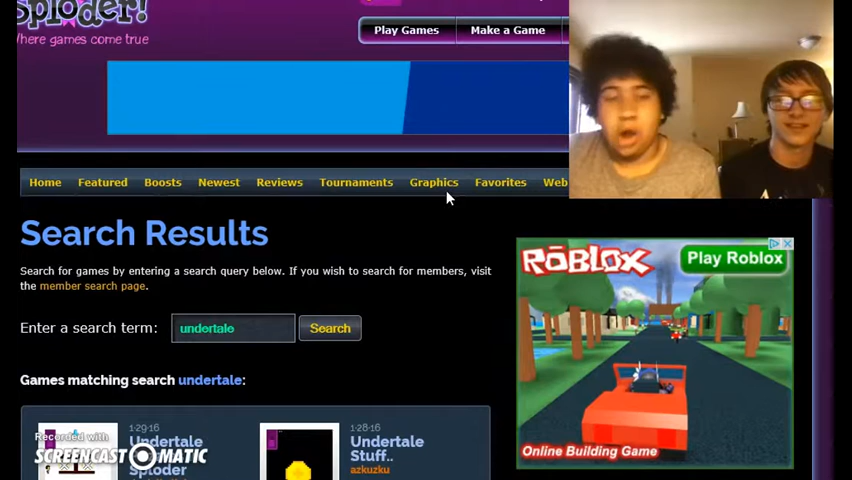 Sploder!
Where games come true
Play Games
Make a Game
Home
Featured
Boosts
Newest
Reviews
Tournaments
Graphics
Favorites
Web
Search Results
Search for games by entering a search query below. If you wish to search for members, visit
the member search page.
Enter a search term:
undertale
Search
Games matching search undertale:
1·29·16
Undertale
Sploder
1·28·16
Undertale
Stuff..
azkuzku
Recorded with
SCREENCAST-O-MATIC
ROBLOX
Play Roblox
Online Building Game